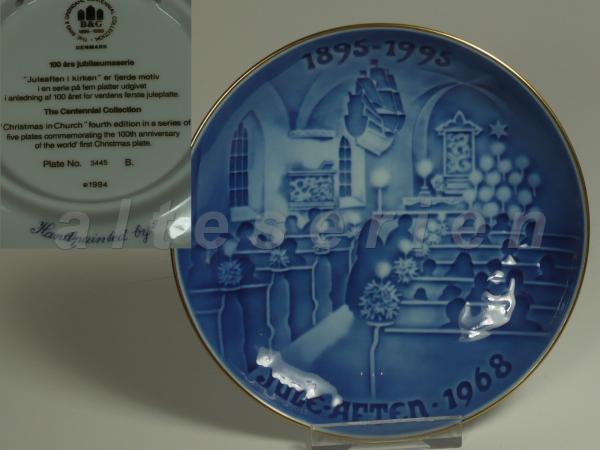 B&G
DENMARK
100 års jubilæumsserie
"Juleaften i kirken" er fjerde motiv
i en serie på fem platter udgivet
i anledning af 100 året for verdens første juleplatte.
The Centennial Collection
"Christmas in Church" fourth edition in a series of
five plates commemorating the 100th anniversary
of the world' first Christmas plate.
Plate No. 3445 B.
©1994
Handpainted by
1895-1995
alteserien
JULE-AFTEN-1968